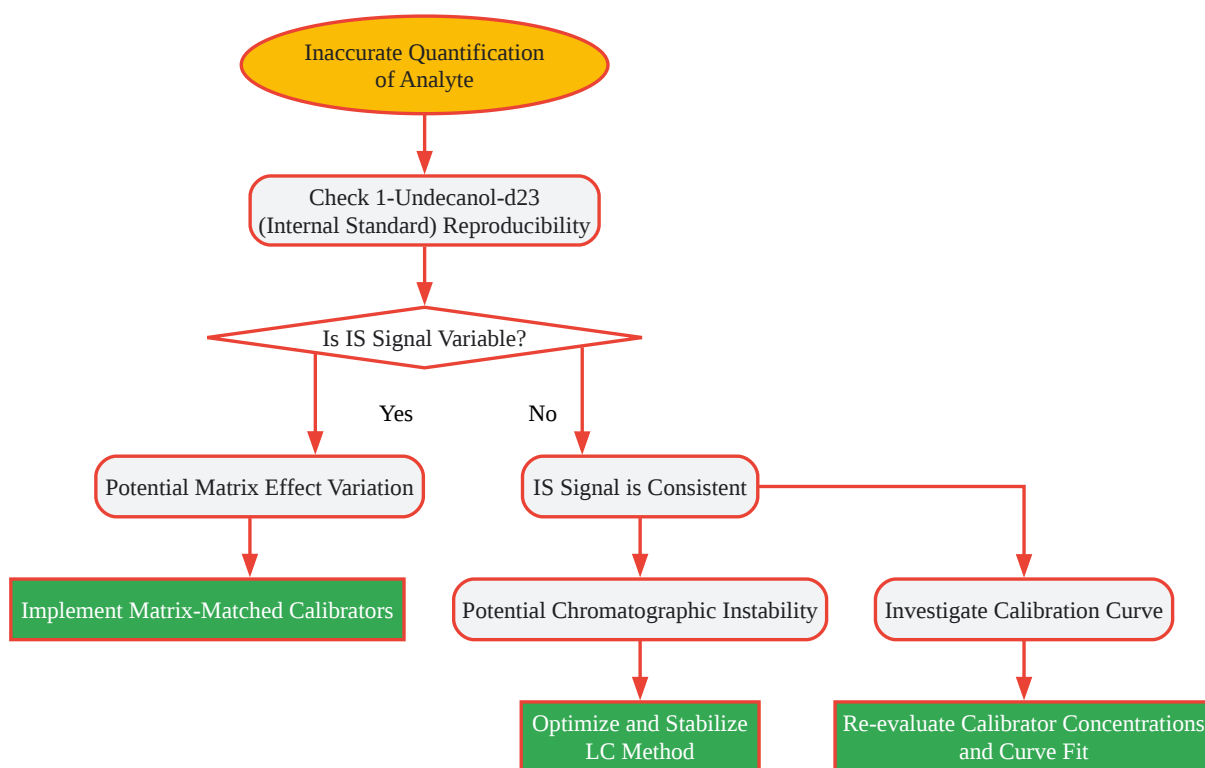 Inaccurate Quantification
of Analyte
Check 1-Undecanol-d23
(Internal Standard) Reproducibility
Is IS Signal Variable?
Yes
No
Potential Matrix Effect Variation
IS Signal is Consistent
Implement Matrix-Matched Calibrators
Potential Chromatographic Instability
Investigate Calibration Curve
Optimize and Stabilize
LC Method
Re-evaluate Calibrator Concentrations
and Curve Fit